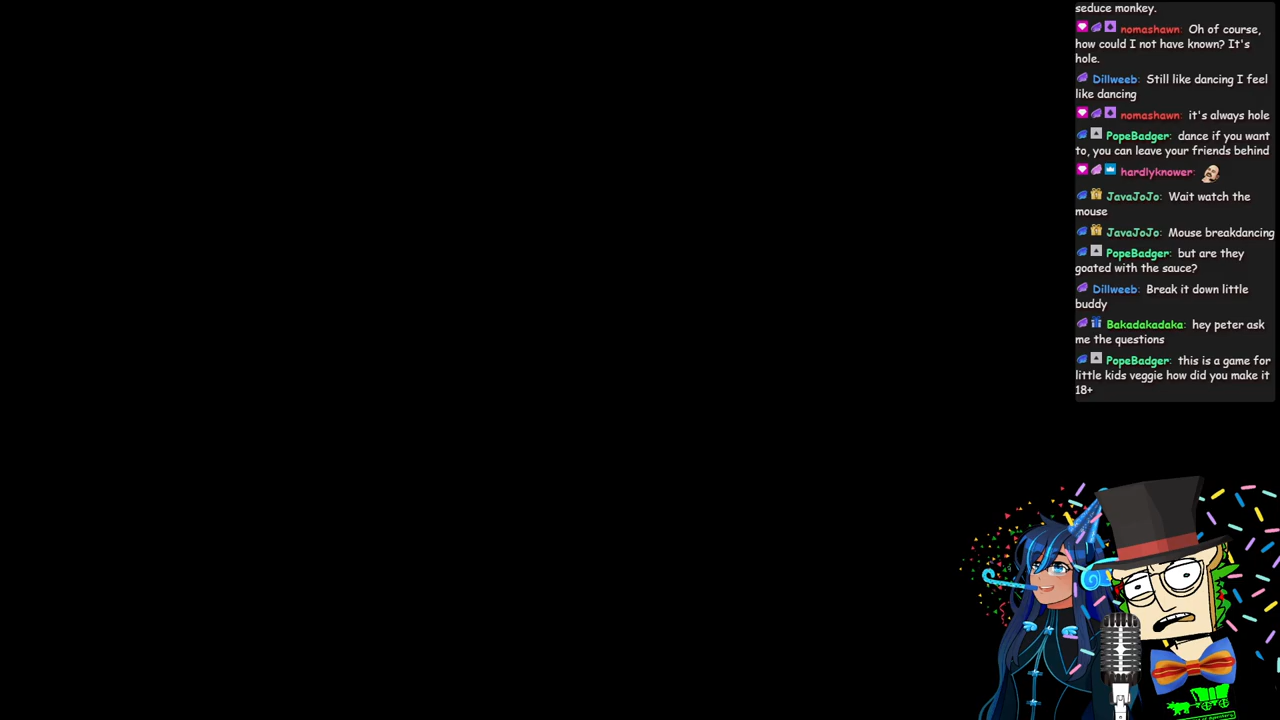 seduce monkey.
nomashawn: Oh of course,
how could I not have known? It's
hole.
Dillweeb: Still like dancing I feel
like dancing
nomashawn: it's always hole
PopeBadger: dance if you want
to, you can leave your friends behind
hardlyknower:
JavaJoJo: Wait watch the
mouse
JavaJoJo: Mouse breakdancing
PopeBadger: but are they
goated with the sauce?
Dillweeb: Break it down little
buddy
Bakadakadaka: hey peter ask
me the questions
PopeBadger: this is a game for
little kids veggie how did you make it
18+